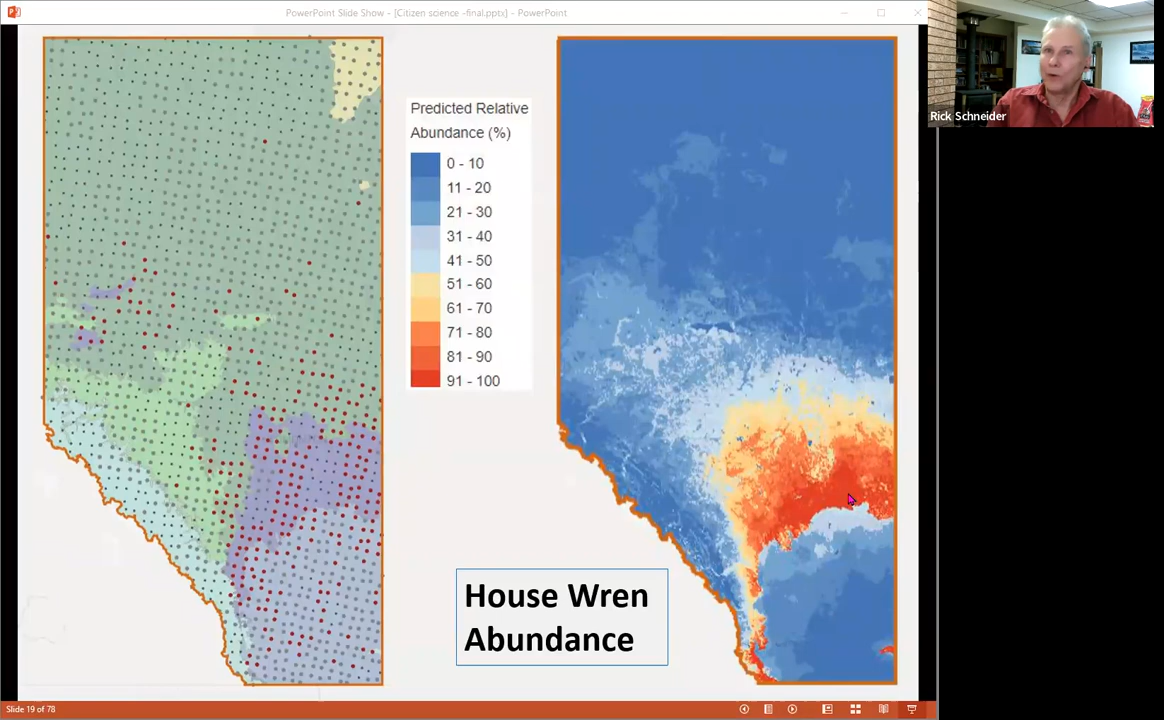 PowerPoint Slide Show - [Citizen science -final.pptx] - PowerPoint
Rick Schneider
Predicted Relative
Abundance (%)
0 - 10
11 - 20
21 - 30
31 - 40
41 - 50
51 - 60
61 - 70
71 - 80
81 - 90
91 - 100
House Wren
Abundance
Slide 19 of 78